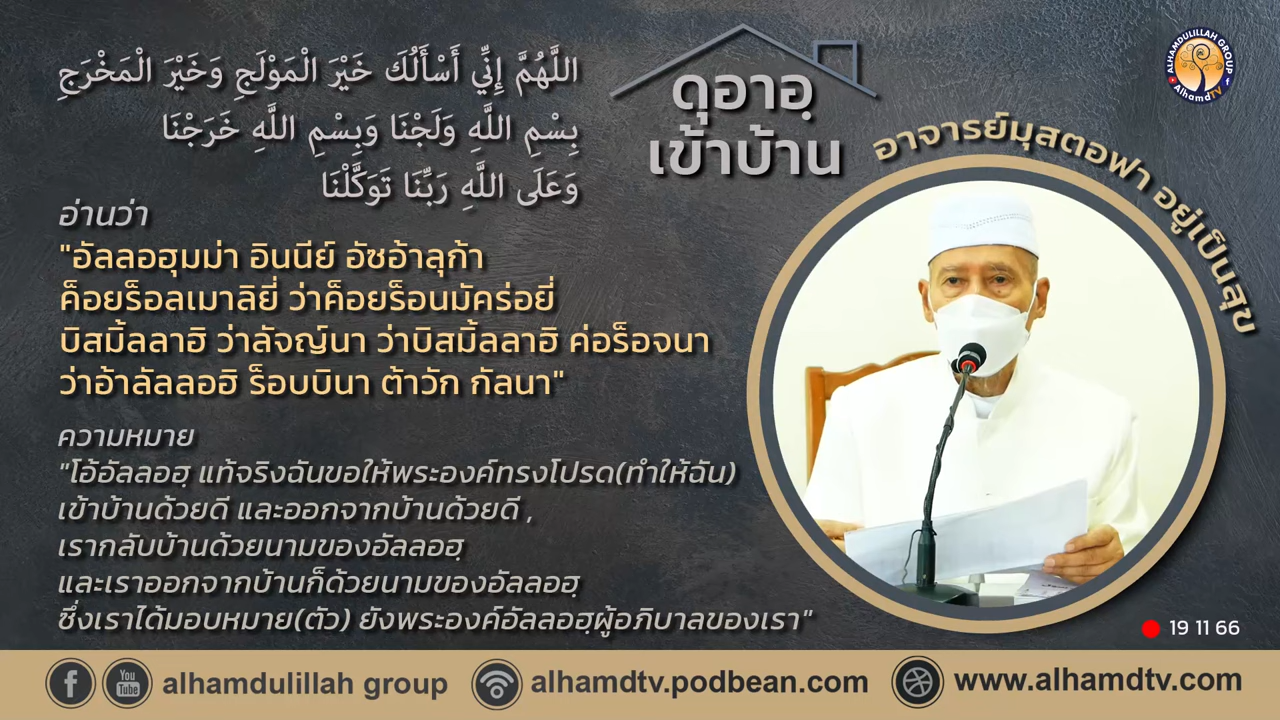 اللَّهُمَّ إِنِّي أَسْأَلُكَ خَيْرَ الْمَوْلَجِ وَخَيْرَ الْمَخْرَجِ
بِسْمِ اللَّهِ وَلَجْنَا وَبِسْمِ اللَّهِ خَرَجْنَا
وَعَلَى اللَّهِ رَبِّنَا تَوَكَّلْنَا
ดุอาอฺ
เข้าบ้าน
อ่านว่า
"อัลลอฮุมม่า อินนีย์ อัซอ้าลุก้า
ค็อยร็อลเมาลิยี่ ว่าค็อยร็อนมัคร่อยี่
บิสมิ้ลลาฮิ ว่าลัจญ์นา ว่าบิสมิ้ลลาฮิ ค่อร็อจนา
ว่าอ้าลัลลอฮิ ร็อบบินา ต้าวัก กัลนา"
ความหมาย
"โอ้อัลลอฮฺ แท้จริงฉันขอให้พระองค์ทรงโปรด(ทำให้ฉัน)
เข้าบ้านด้วยดี และออกจากบ้านด้วยดี ,
เรากลับบ้านด้วยนามของอัลลอฮฺ
และเราออกจากบ้านก็ด้วยนามของอัลลอฮฺ
ซึ่งเราได้มอบหมาย(ตัว) ยังพระองค์อัลลอฮฺผู้อภิบาลของเรา"
อาจารย์มุสตอฟา อยู่เป็นสุข
ALHAMDULILLAH GROUP
AlhamdTV
19 11 66
You
Tube
alhamdulillah group
alhamdtv.podbean.com
www.alhamdtv.com